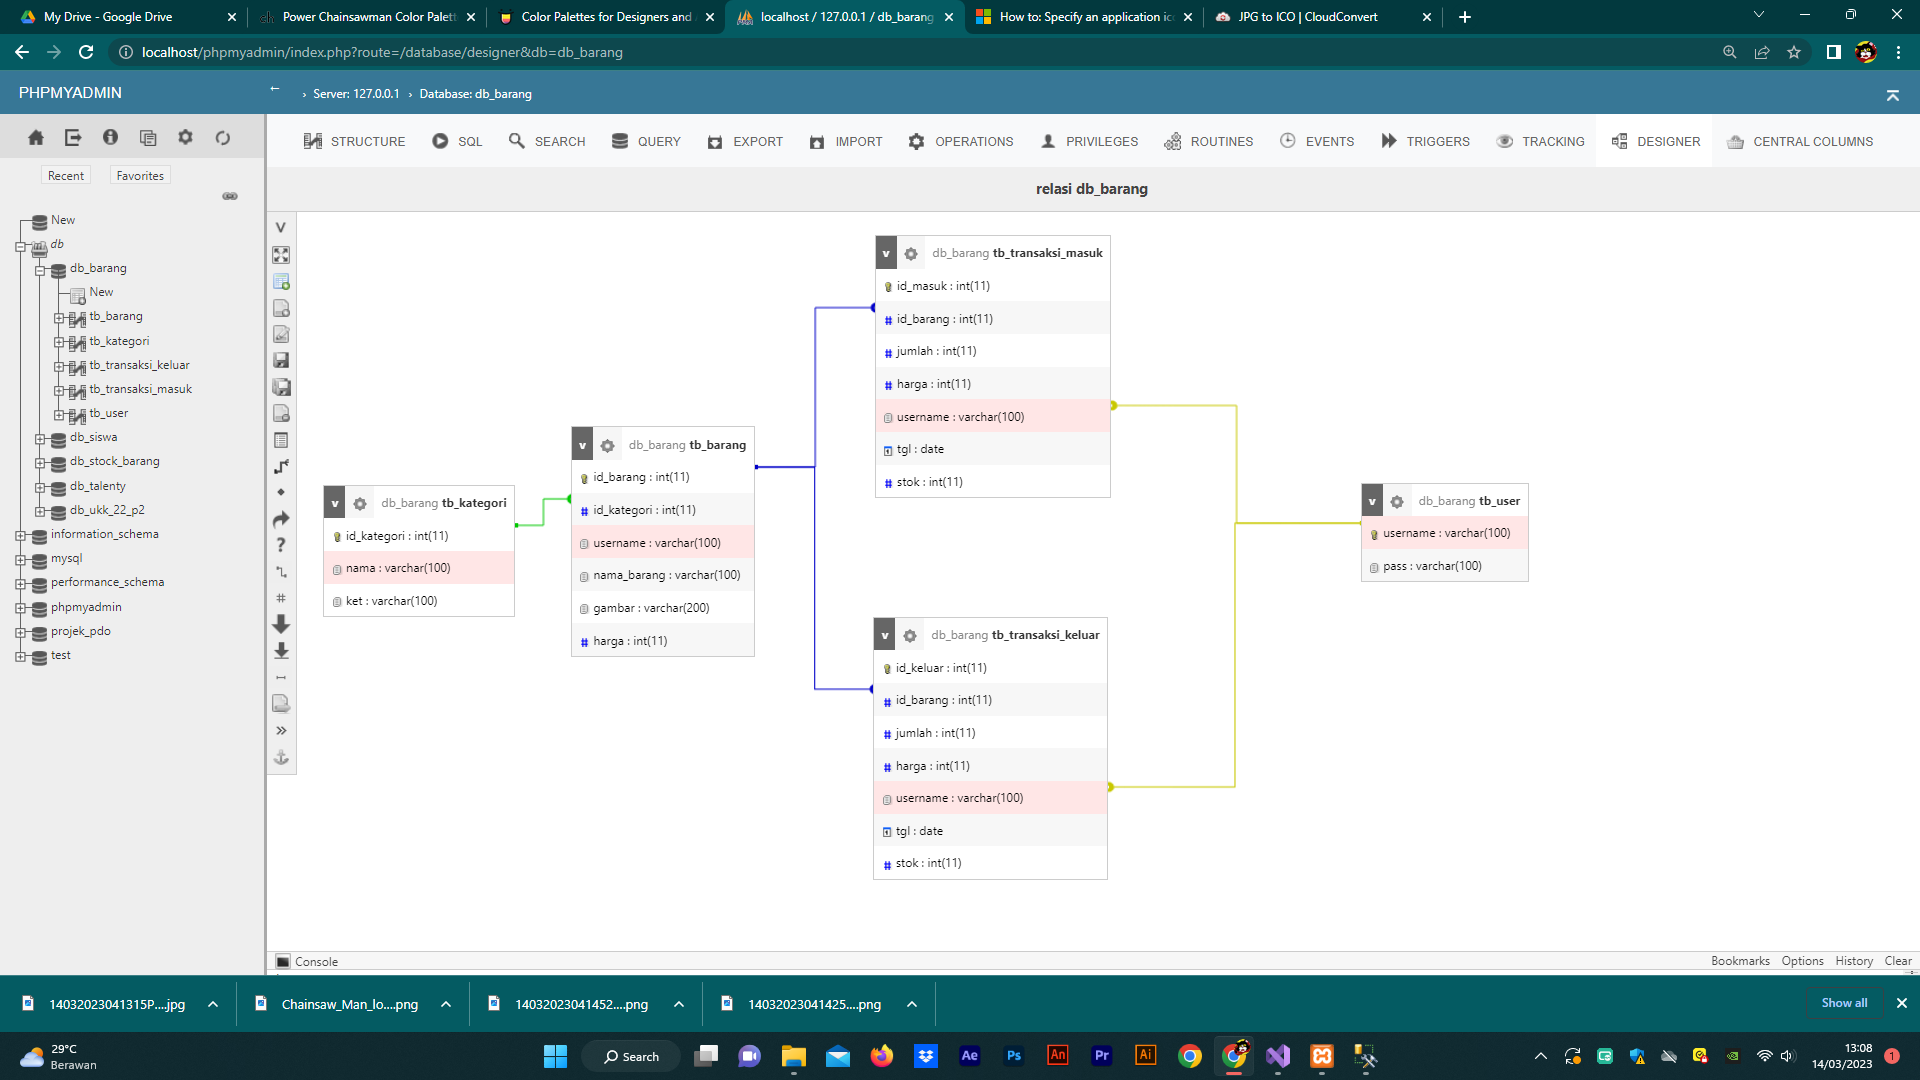 My Drive - Google Drive
Power Chainsawman Color Palett
Color Palettes for Designers and
localhost / 127.0.0.1 / db_barang
How to: Specify an application ic
JPG to ICO | CloudConvert
localhost/phpmyadmin/index.php?route=/database/designer&db=db_barang
PHPMYADMIN
Server: 127.0.0.1 › Database: db_barang
STRUCTURE
SQL
SEARCH
QUERY
EXPORT
IMPORT
OPERATIONS
PRIVILEGES
ROUTINES
EVENTS
TRIGGERS
TRACKING
DESIGNER
CENTRAL COLUMNS
Recent
Favorites
relasi db_barang
New
db
db_barang
New
tb_barang
tb_kategori
tb_transaksi_keluar
tb_transaksi_masuk
tb_user
db_siswa
db_stock_barang
db_talenty
db_ukk_22_p2
information_schema
mysql
performance_schema
phpmyadmin
projek_pdo
test
v db_barang tb_kategori
id_kategori : int(11)
nama : varchar(100)
ket : varchar(100)
v db_barang tb_barang
id_barang : int(11)
# id_kategori : int(11)
username : varchar(100)
nama_barang : varchar(100)
gambar : varchar(200)
# harga : int(11)
v db_barang tb_transaksi_masuk
id_masuk : int(11)
# id_barang : int(11)
# jumlah : int(11)
# harga : int(11)
username : varchar(100)
tgl : date
# stok : int(11)
v db_barang tb_transaksi_keluar
id_keluar : int(11)
# id_barang : int(11)
# jumlah : int(11)
# harga : int(11)
username : varchar(100)
tgl : date
# stok : int(11)
v db_barang tb_user
username : varchar(100)
pass : varchar(100)
Console
Bookmarks Options History Clear
14032023041315P....jpg
Chainsaw_Man_lo....png
14032023041452....png
14032023041425....png
Show all
29°C
Berawan
Search
Ae
Ps
An
Pr
Ai
13:08
14/03/2023
1